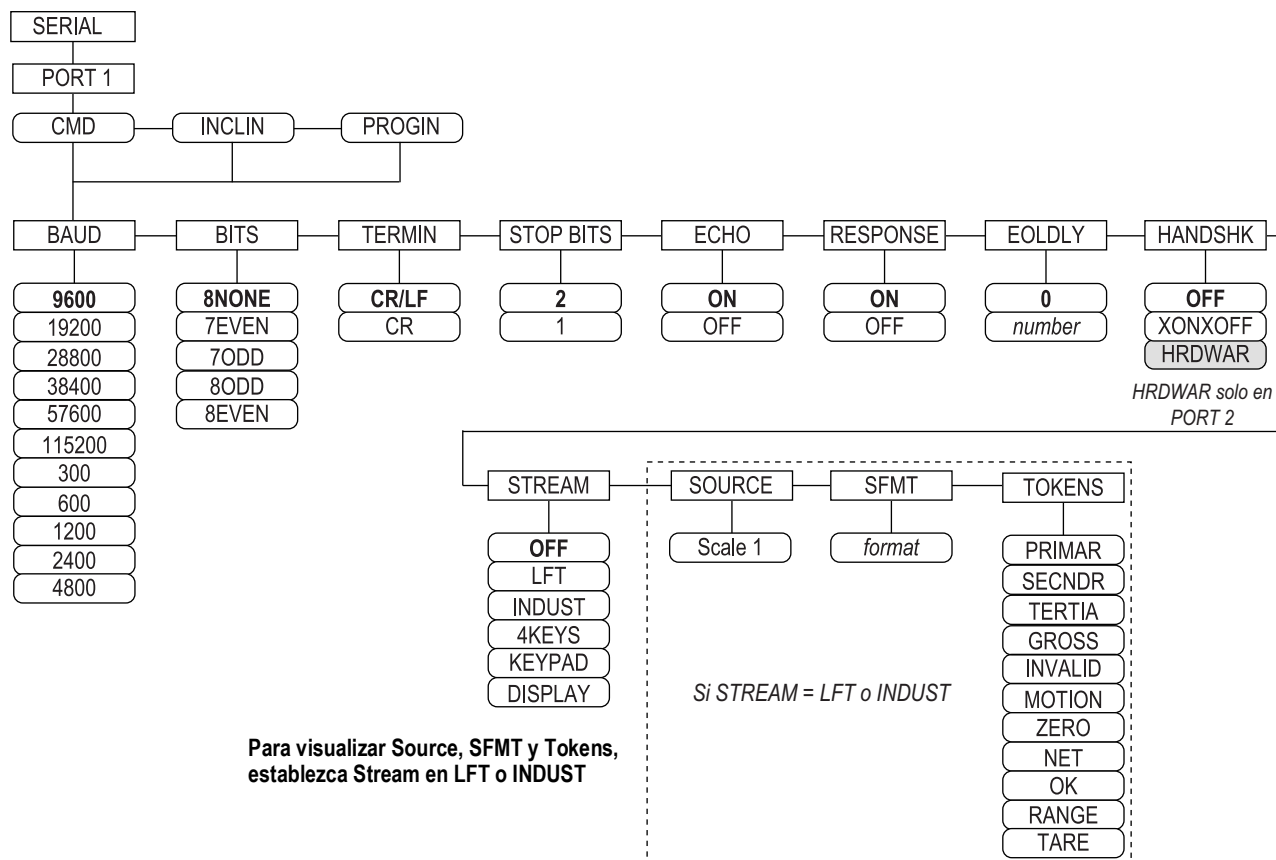 SERIAL
PORT 1
CMD
INCLIN
PROGIN
BAUD
BITS
TERMIN
STOP BITS
ECHO
RESPONSE
EOLDLY
HANDSHK
9600
19200
28800
38400
57600
115200
300
600
1200
2400
4800
8NONE
7EVEN
7ODD
8ODD
8EVEN
CR/LF
CR
2
1
ON
OFF
ON
OFF
0
number
OFF
XONXOFF
HRDWAR
HRDWAR solo en
PORT 2
STREAM
SOURCE
SFMT
TOKENS
OFF
LFT
INDUST
4KEYS
KEYPAD
DISPLAY
Scale 1
format
PRIMAR
SECNDR
TERTIA
GROSS
INVALID
MOTION
ZERO
NET
OK
RANGE
TARE
Si STREAM = LFT o INDUST
Para visualizar Source, SFMT y Tokens,
establezca Stream en LFT o INDUST